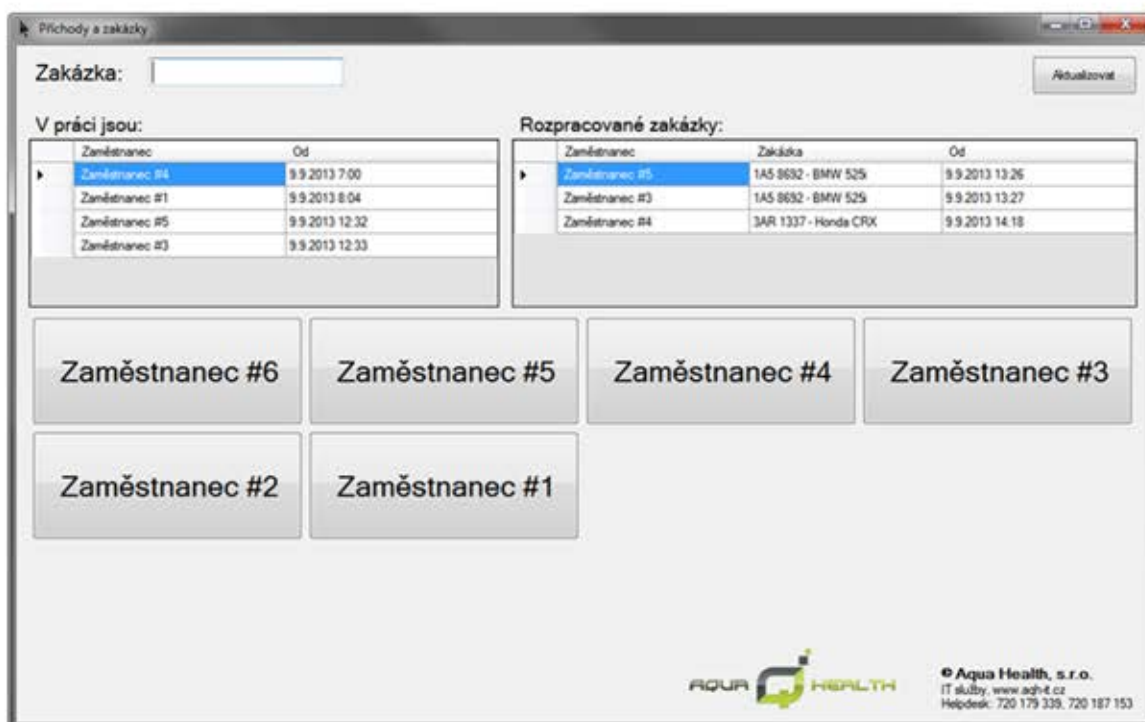 Příchody a zakázky
Zakázka:
Aktualizovat
V práci jsou:
Rozpracované zakázky:
Zaměstnanec Od
Zaměstnanec #4 9.9.2013 7:00
Zaměstnanec #1 9.9.2013 8:04
Zaměstnanec #5 9.9.2013 12:32
Zaměstnanec #3 9.9.2013 12:33
Zaměstnanec Zakázka Od
Zaměstnanec #5 1A5 8692 - BMW 525i 9.9.2013 13:26
Zaměstnanec #3 1A5 8692 - BMW 525i 9.9.2013 13:27
Zaměstnanec #4 3AR 1337 - Honda CRX 9.9.2013 14:18
Zaměstnanec #6 Zaměstnanec #5 Zaměstnanec #4 Zaměstnanec #3
Zaměstnanec #2 Zaměstnanec #1
AQUA HEALTH
© Aqua Health, s.r.o.
IT služby, www.aqh-it.cz
Helpdesk: 720 179 339, 720 187 153